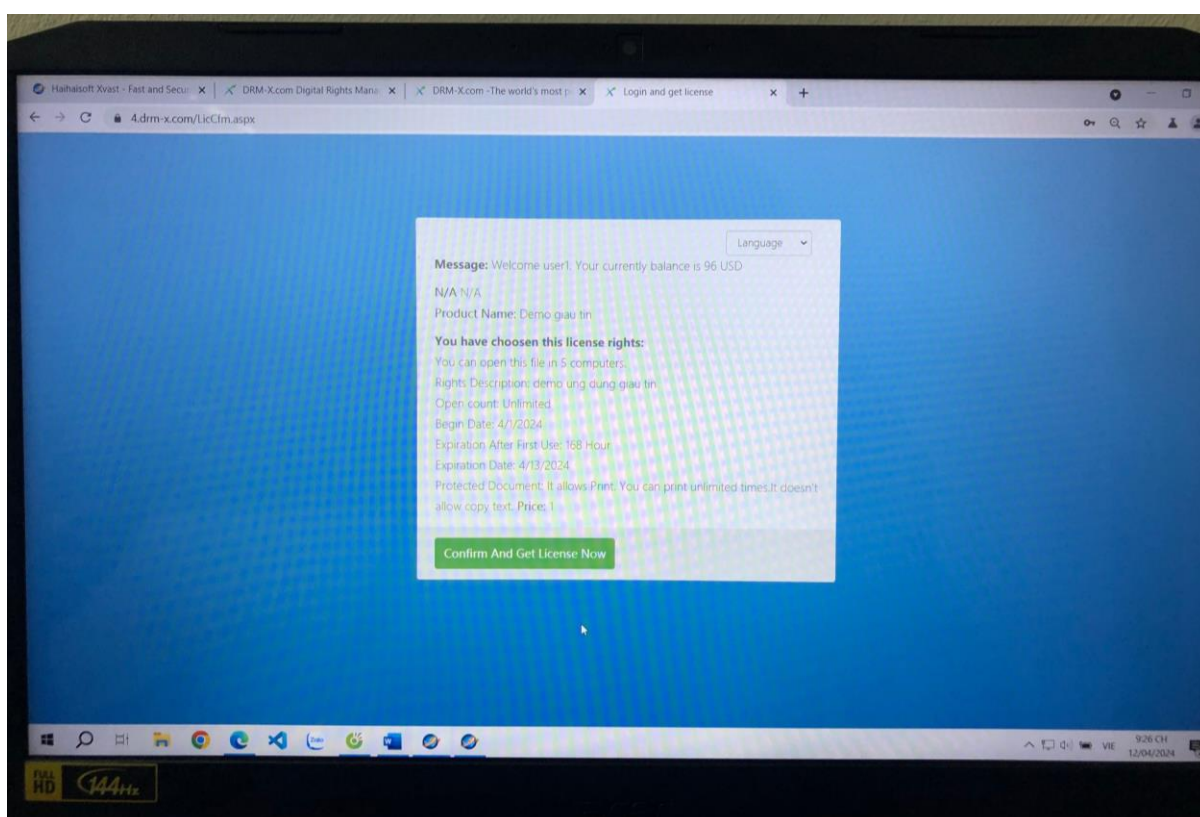 Haihaisoft Xvast - Fast and Secur
DRM-X.com Digital Rights Mana
DRM-X.com -The world's most p
Login and get license
4.drm-x.com/LicCfm.aspx
Language
Message: Welcome user1. Your currently balance is 96 USD
N/A N/A
Product Name: Demo giau tin
You have choosen this license rights:
You can open this file in 5 computers.
Rights Description: demo ung dung giau tin
Open count: Unlimited
Begin Date: 4/1/2024
Expiration After First Use: 168 Hour
Expiration Date: 4/13/2024
Protected Document: It allows Print. You can print unlimited times.It doesn't
allow copy text. Price: 1
Confirm And Get License Now
Zalo
VIE
9:26 CH
12/04/2024
FULL HD
144Hz